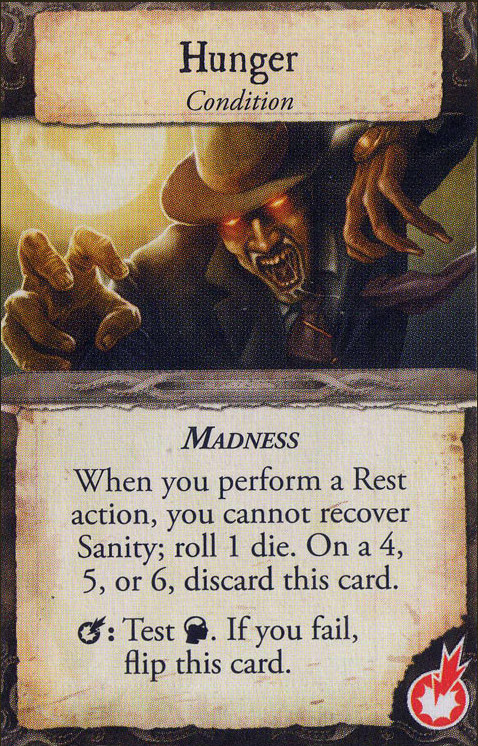 Hunger
Condition
MADNESS
When you perform a Rest
action, you cannot recover
Sanity; roll 1 die. On a 4,
5, or 6, discard this card.
: Test . If you fail,
flip this card.